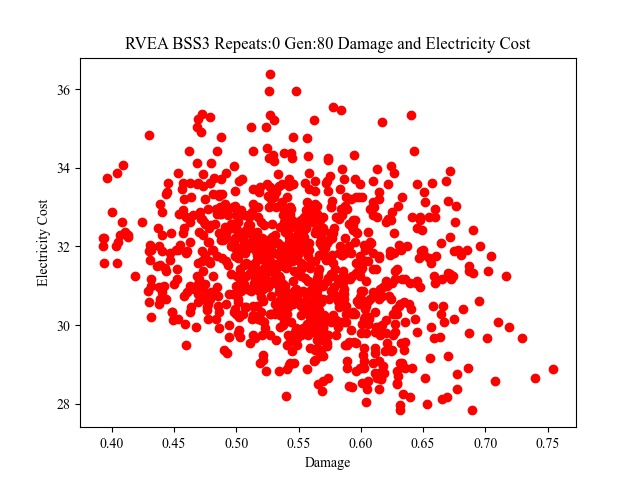 RVEA BSS3 Repeats:0 Gen:80 Damage and Electricity Cost
36
34
32
30
28
Electricity Cost
0.40 0.45 0.50 0.55 0.60 0.65 0.70 0.75
Damage